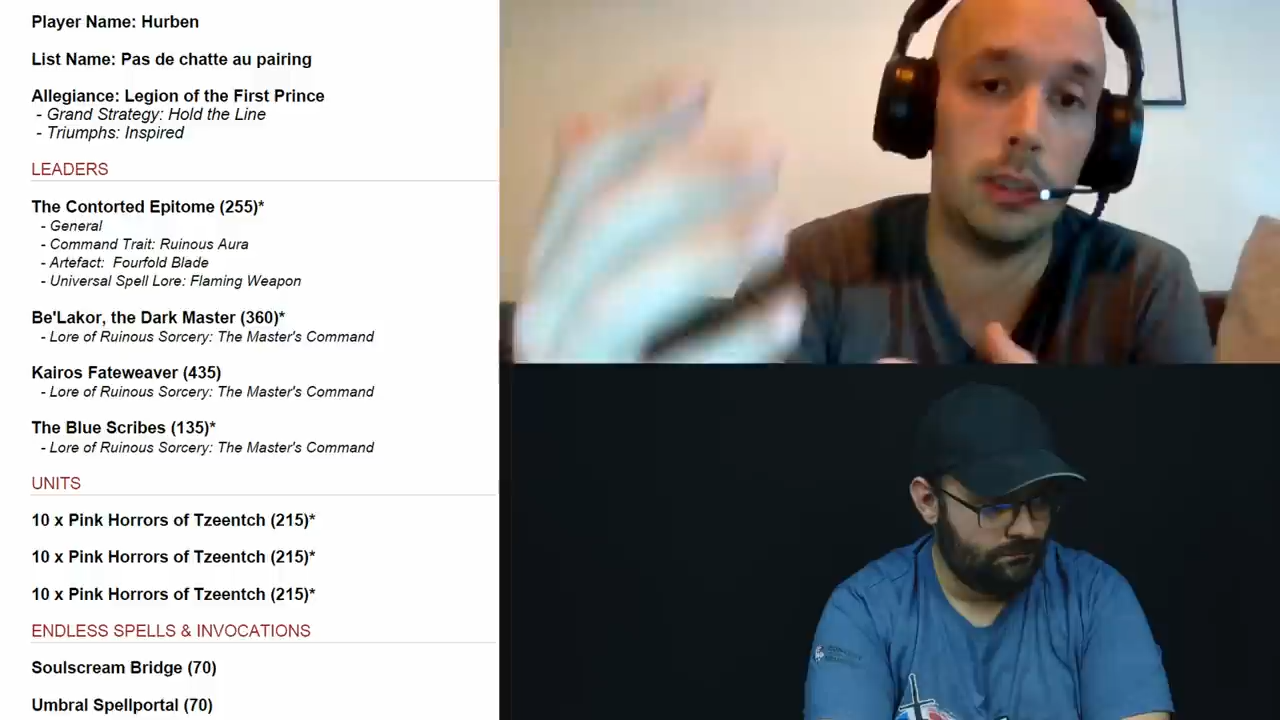 Player Name: Hurben
List Name: Pas de chatte au pairing
Allegiance: Legion of the First Prince
- Grand Strategy: Hold the Line
- Triumphs: Inspired
LEADERS
The Contorted Epitome (255)*
- General
- Command Trait: Ruinous Aura
- Artefact: Fourfold Blade
- Universal Spell Lore: Flaming Weapon
Be'Lakor, the Dark Master (360)*
- Lore of Ruinous Sorcery: The Master's Command
Kairos Fateweaver (435)
- Lore of Ruinous Sorcery: The Master's Command
The Blue Scribes (135)*
- Lore of Ruinous Sorcery: The Master's Command
UNITS
10 x Pink Horrors of Tzeentch (215)*
10 x Pink Horrors of Tzeentch (215)*
10 x Pink Horrors of Tzeentch (215)*
ENDLESS SPELLS & INVOCATIONS
Soulscream Bridge (70)
Umbral Spellportal (70)